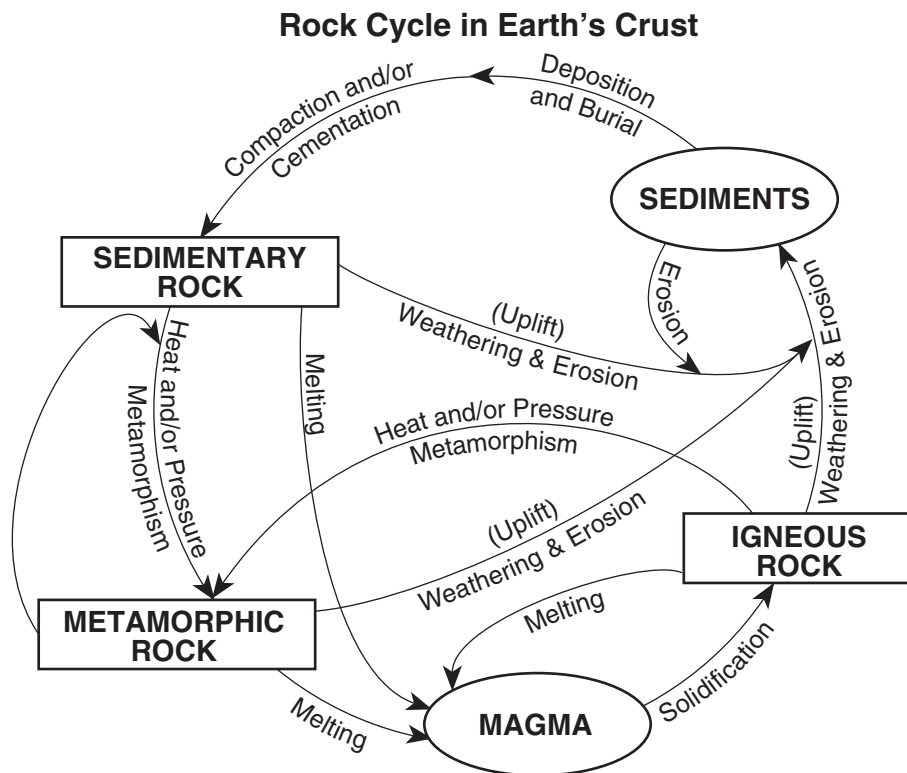 Rock Cycle in Earth's Crust
Deposition
and Burial
Compaction and/or
Cementation
SEDIMENTS
SEDIMENTARY
ROCK
Erosion
(Uplift)
Weathering & Erosion
(Uplift)
Weathering & Erosion
Heat and/or Pressure
Metamorphism
Melting
Heat and/or Pressure
Metamorphism
(Uplift)
Weathering & Erosion
IGNEOUS
ROCK
METAMORPHIC
ROCK
Melting
Melting
Solidification
MAGMA